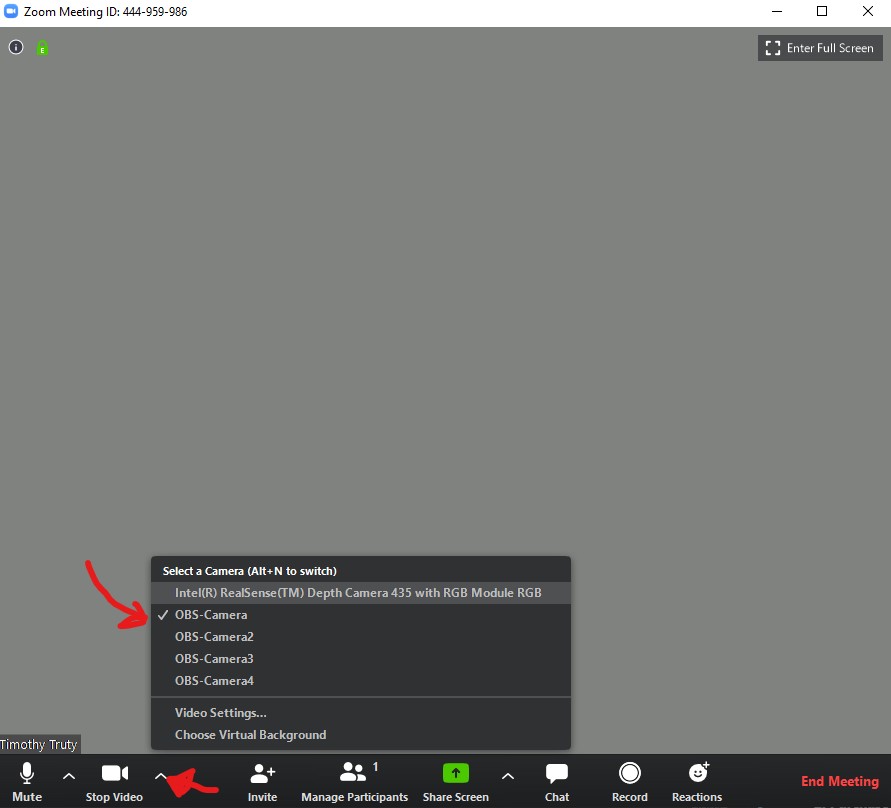 Zoom Meeting ID: 444-959-986
Enter Full Screen
Select a Camera (Alt+N to switch)
Intel(R) RealSense(TM) Depth Camera 435 with RGB Module RGB
OBS-Camera
OBS-Camera2
OBS-Camera3
OBS-Camera4
Video Settings...
Choose Virtual Background
Timothy Truty
1
Mute
Stop Video
Invite
Manage Participants
Share Screen
Chat
Record
Reactions
End Meeting